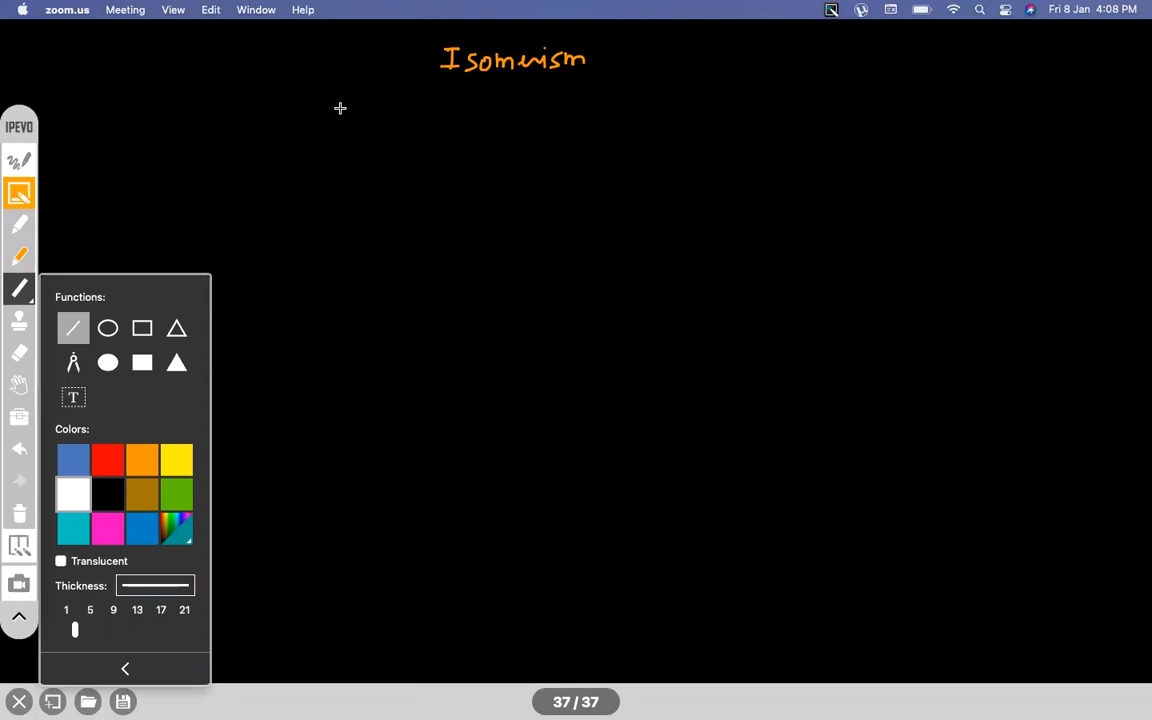 zoom.us Meeting View Edit Window Help Fri 8 Jan 4:08 PM
Isomerism
IPEVO
Functions:
T
Colors:
Translucent
Thickness:
1 5 9 13 17 21
37 / 37